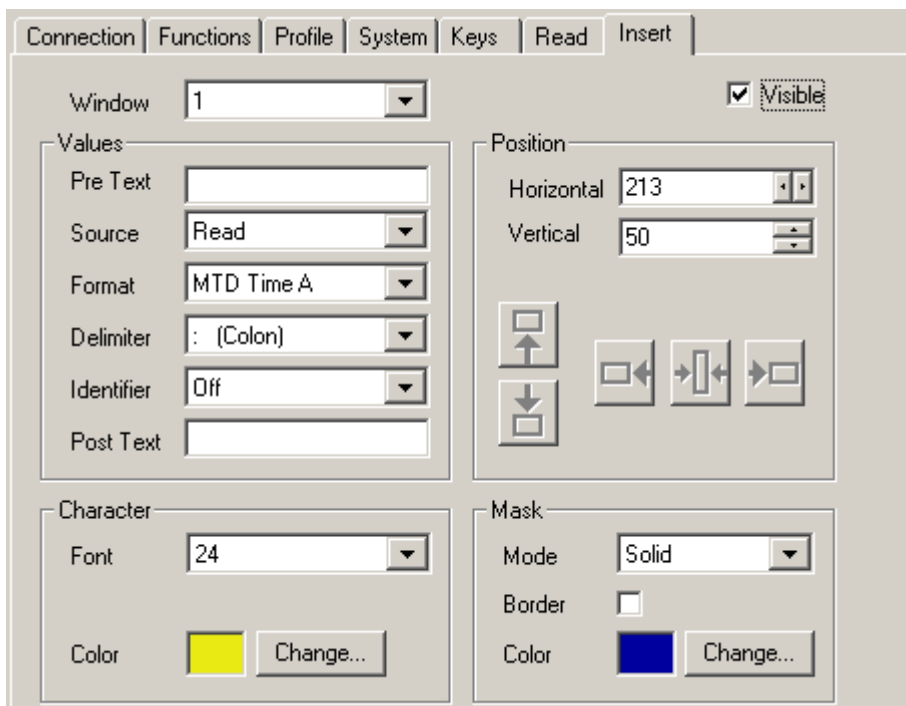 Connection Functions Profile System Keys Read Insert
Window 1
Visible
Values
Pre Text
Source Read
Format MTD Time A
Delimiter : (Colon)
Identifier Off
Post Text
Position
Horizontal 213
Vertical 50
Character
Font 24
Color Change...
Mask
Mode Solid
Border
Color Change...